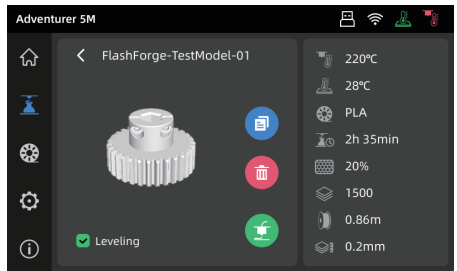 Adventurer 5M
FlashForge-TestModel-01
Leveling
220℃
28℃
PLA
2h 35min
20%
1500
0.86m
0.2mm